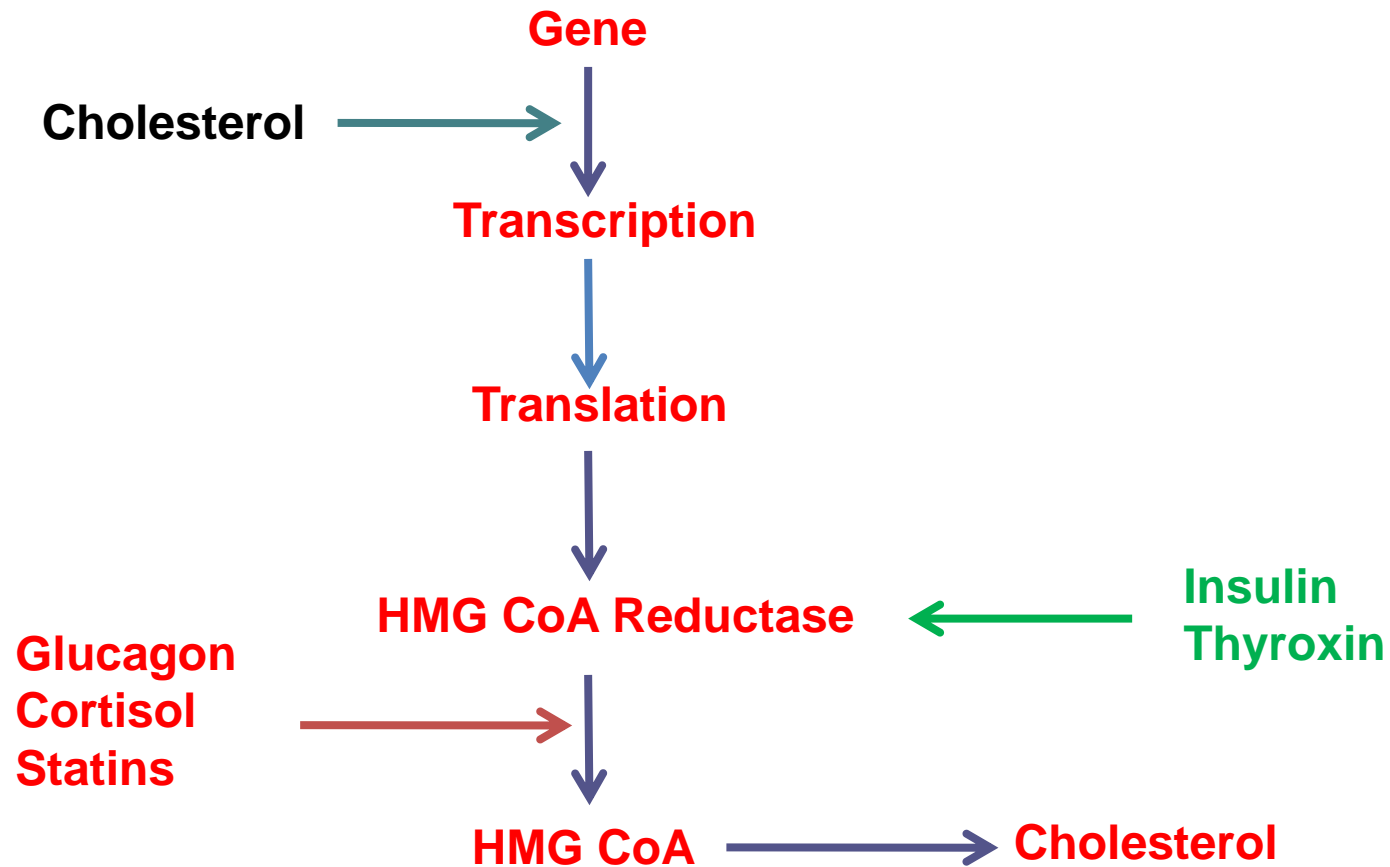 Gene
Cholesterol
Transcription
Translation
HMG CoA Reductase
Insulin
Thyroxin
Glucagon
Cortisol
Statins
HMG CoA
Cholesterol